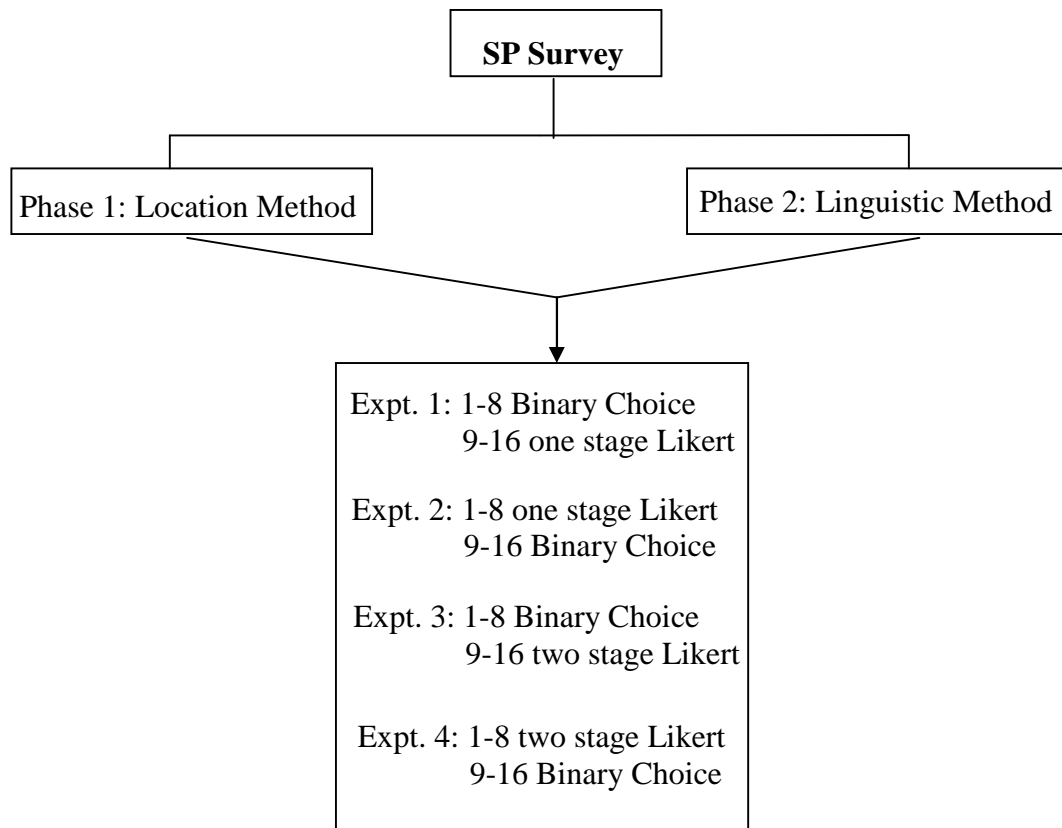 SP Survey
Phase 1: Location Method
Phase 2: Linguistic Method
Expt. 1: 1-8 Binary Choice
9-16 one stage Likert
Expt. 2: 1-8 one stage Likert
9-16 Binary Choice
Expt. 3: 1-8 Binary Choice
9-16 two stage Likert
Expt. 4: 1-8 two stage Likert
9-16 Binary Choice